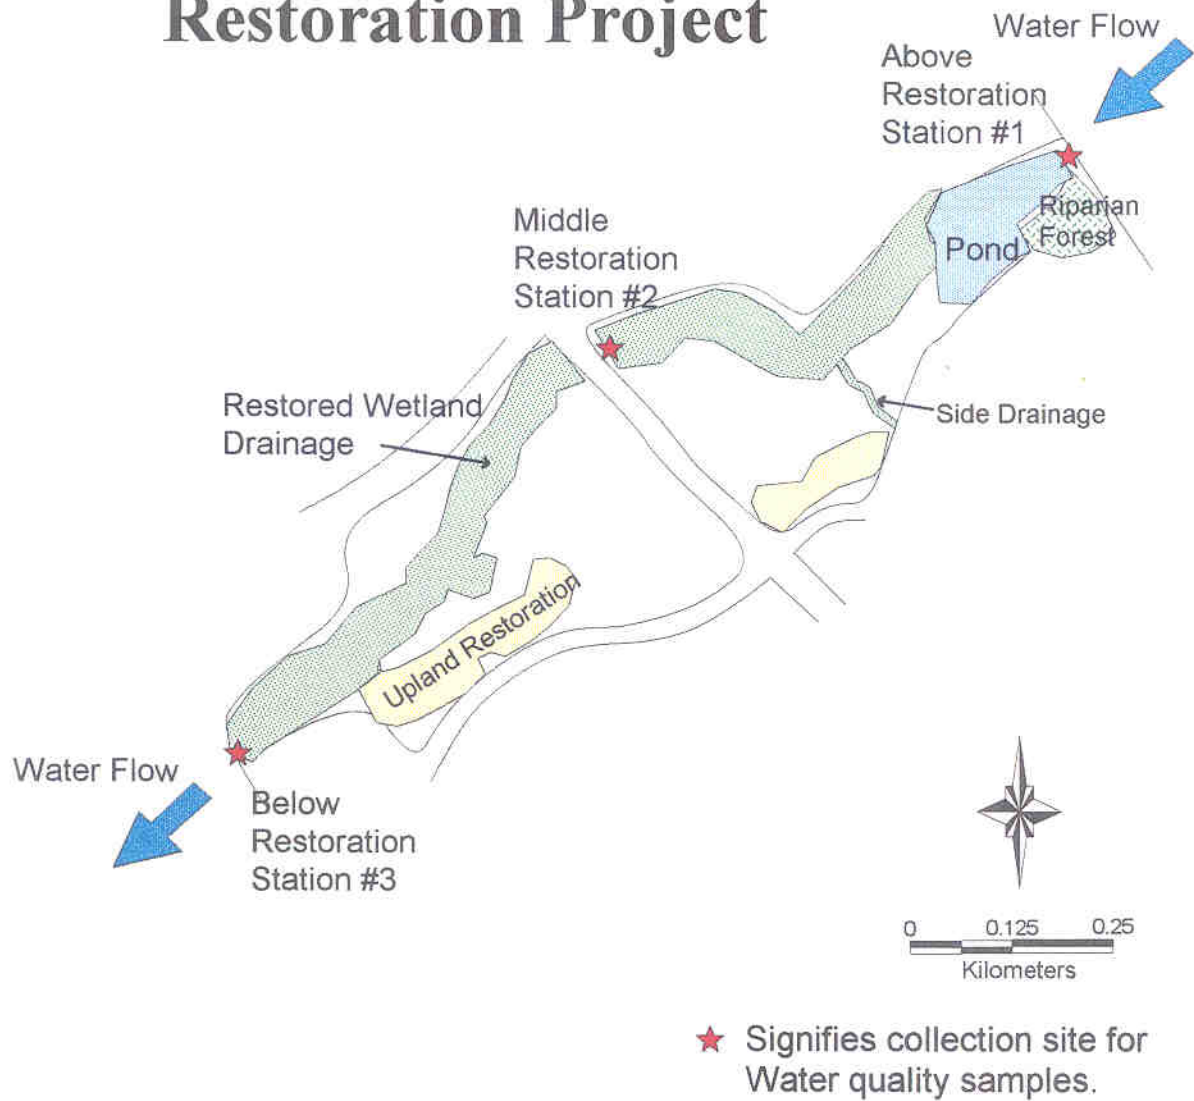 Restoration Project
Water Flow
Above
Restoration
Station #1
Riparian
Forest
Pond
Middle
Restoration
Station #2
Restored Wetland
Drainage
Side Drainage
Upland Restoration
Water Flow
Below
Restoration
Station #3
0 0.125 0.25
Kilometers
Signifies collection site for
Water quality samples.